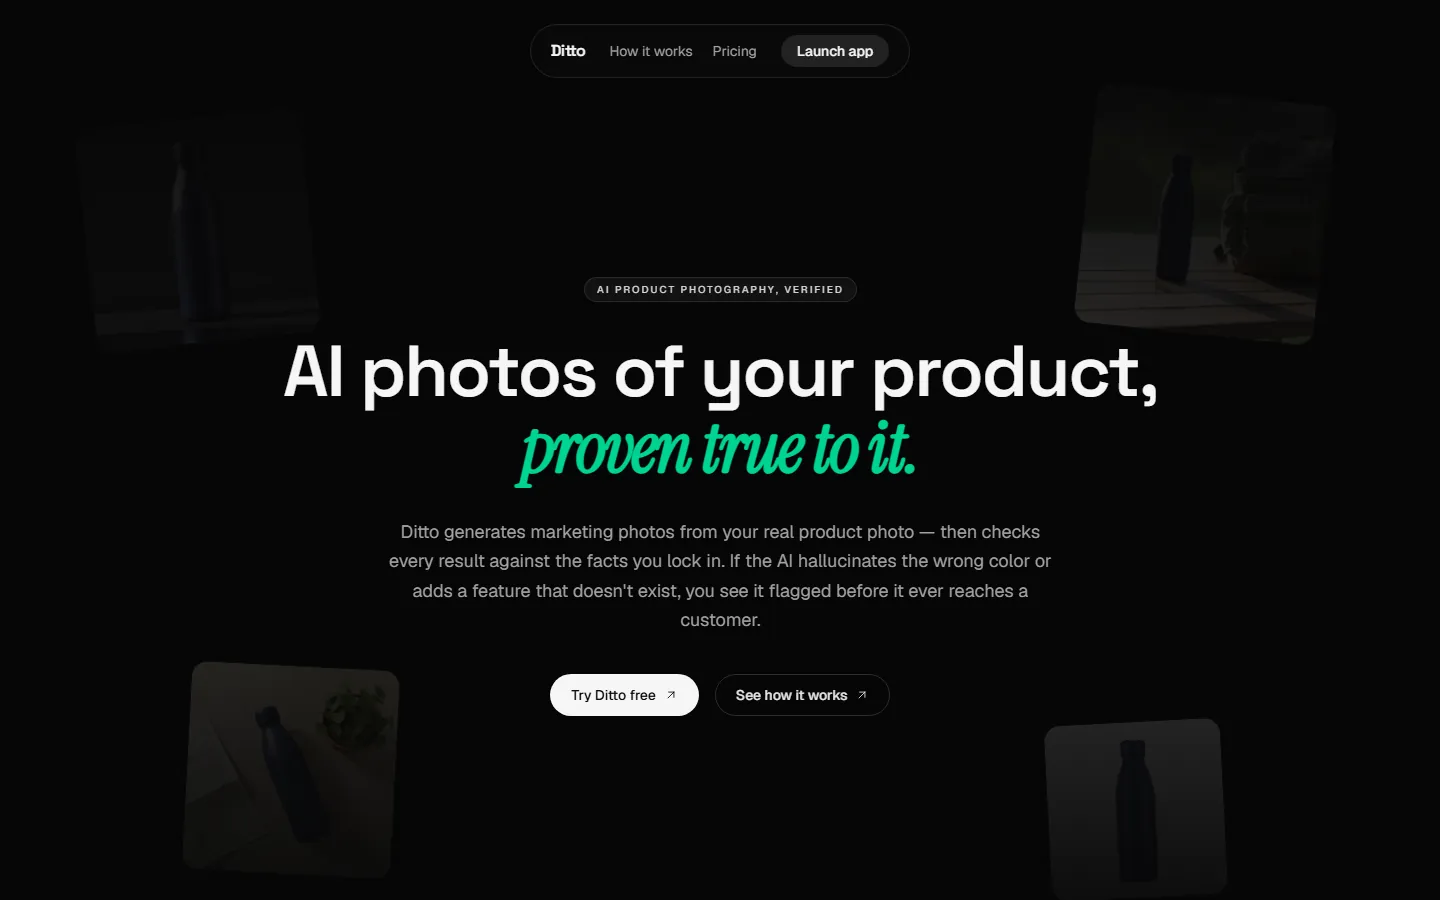 Ditto How it works Pricing Launch app
AI PRODUCT PHOTOGRAPHY, VERIFIED
AI photos of your product,
proven true to it.
Ditto generates marketing photos from your real product photo — then checks
every result against the facts you lock in. If the AI hallucinates the wrong color or
adds a feature that doesn't exist, you see it flagged before it ever reaches a
customer.
Try Ditto free ↗ See how it works ↗